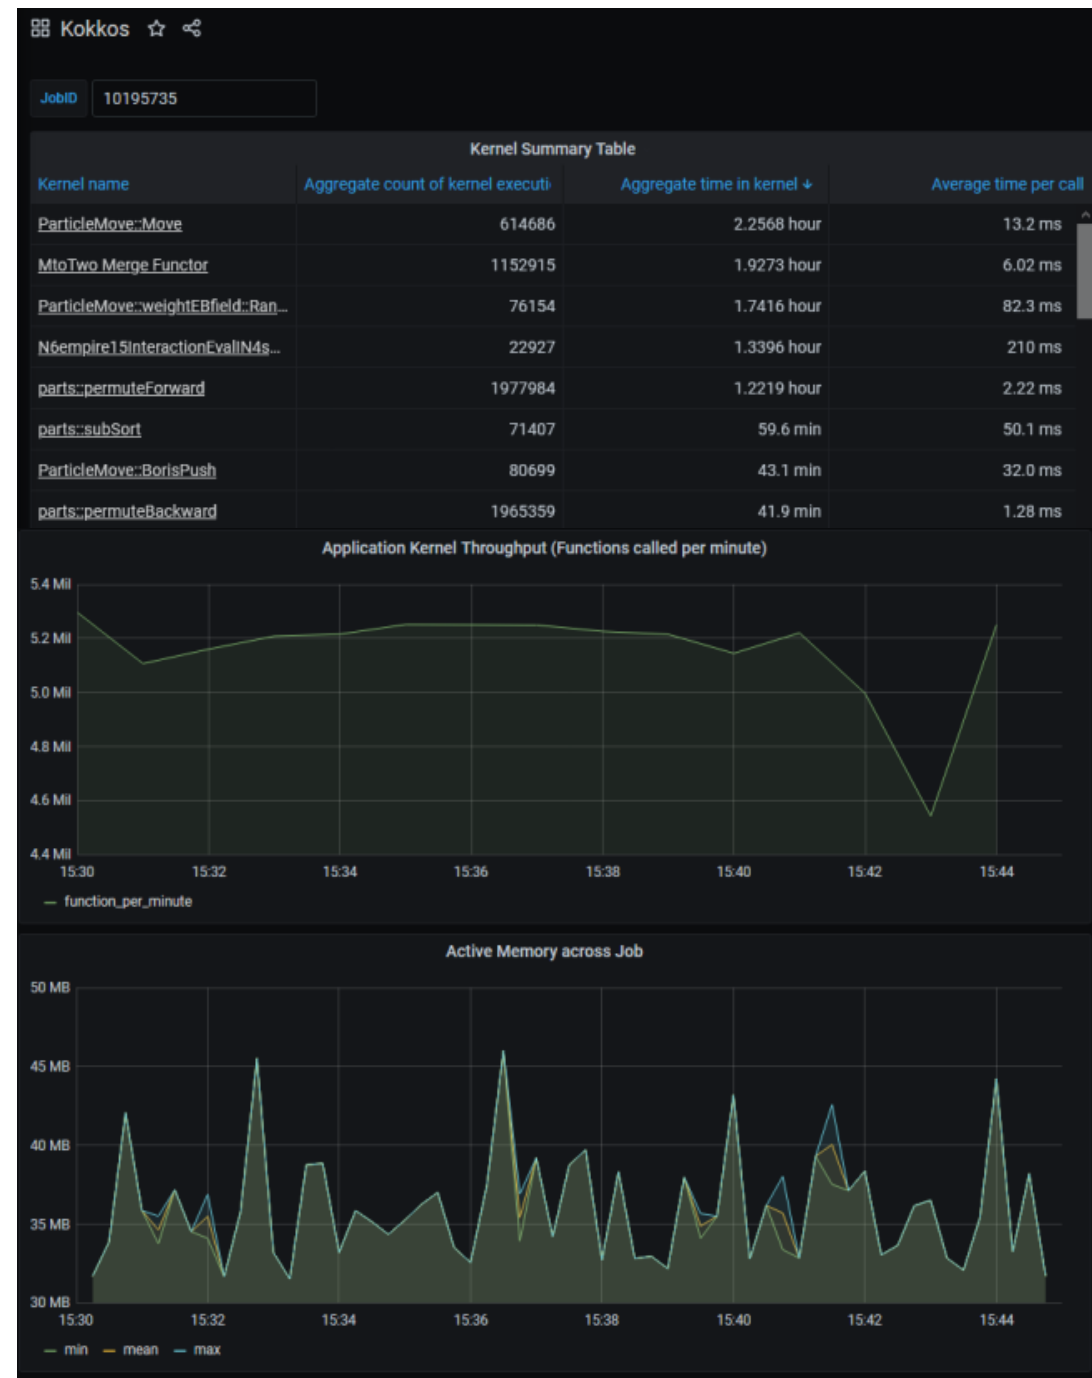 Kokkos
JobID 10195735
Kernel Summary Table
Kernel name Aggregate count of kernel executi Aggregate time in kernel Average time per call
ParticleMove::Move 614686 2.2568 hour 13.2 ms
MtoTwo Merge Functor 1152915 1.9273 hour 6.02 ms
ParticleMove::weightEBfield::Ran... 76154 1.7416 hour 82.3 ms
N6empire15InteractionEvalIN4s... 22927 1.3396 hour 210 ms
parts::permuteForward 1977984 1.2219 hour 2.22 ms
parts::subSort 71407 59.6 min 50.1 ms
ParticleMove::BorisPush 80699 43.1 min 32.0 ms
parts::permuteBackward 1965359 41.9 min 1.28 ms
Application Kernel Throughput (Functions called per minute)
5.4 Mil
5.2 Mil
5.0 Mil
4.8 Mil
4.6 Mil
4.4 Mil
15:30 15:32 15:34 15:36 15:38 15:40 15:42 15:44
function_per_minute
Active Memory across Job
50 MB
45 MB
40 MB
35 MB
30 MB
15:30 15:32 15:34 15:36 15:38 15:40 15:42 15:44
min mean max